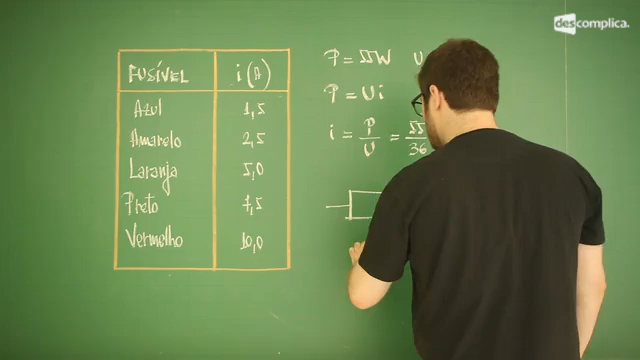 descomplica.
FUSÍVEL i (A)
Azul 1,5
Amarelo 2,5
Laranja 5,0
Preto 7,5
Vermelho 10,0
P = 55W U
P = Ui
i = P/U = 55/36